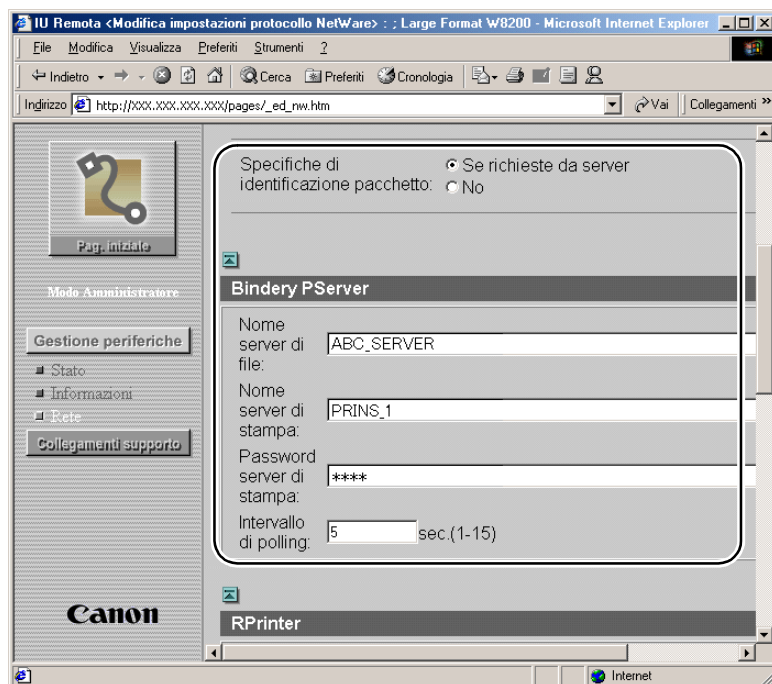 IU Remota <Modifica impostazioni protocollo NetWare> : ; Large Format W8200 - Microsoft Internet Explorer
File Modifica Visualizza Preferiti Strumenti ?
Indietro Cerca Preferiti Cronologia
Indirizzo http://XXX.XXX.XXX.XXX/pages/_ed_nw.htm Vai Collegamenti »
Pag. iniziale
Modo Amministratore
Gestione periferiche
Stato
Informazioni
Rete
Collegamenti supporto
Canon
Specifiche di
identificazione pacchetto:
Se richieste da server
No
Bindery PServer
Nome
server di
file:
ABC_SERVER
Nome
server di
stampa:
PRINS_1
Password
server di
stampa:
****
Intervallo
di polling:
5 sec.(1-15)
RPrinter
Internet